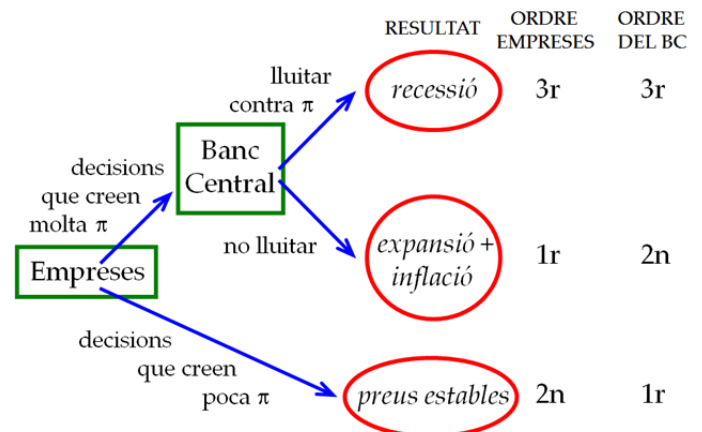 RESULTAT
ORDRE
EMPRESES
ORDRE
DEL BC
lluitar
contra π
recessió
3r
3r
Banc
Central
decisions
que creen
molta π
no lluitar
expansió +
inflació
1r
2n
Empreses
decisions
que creen
poca π
preus estables
2n
1r